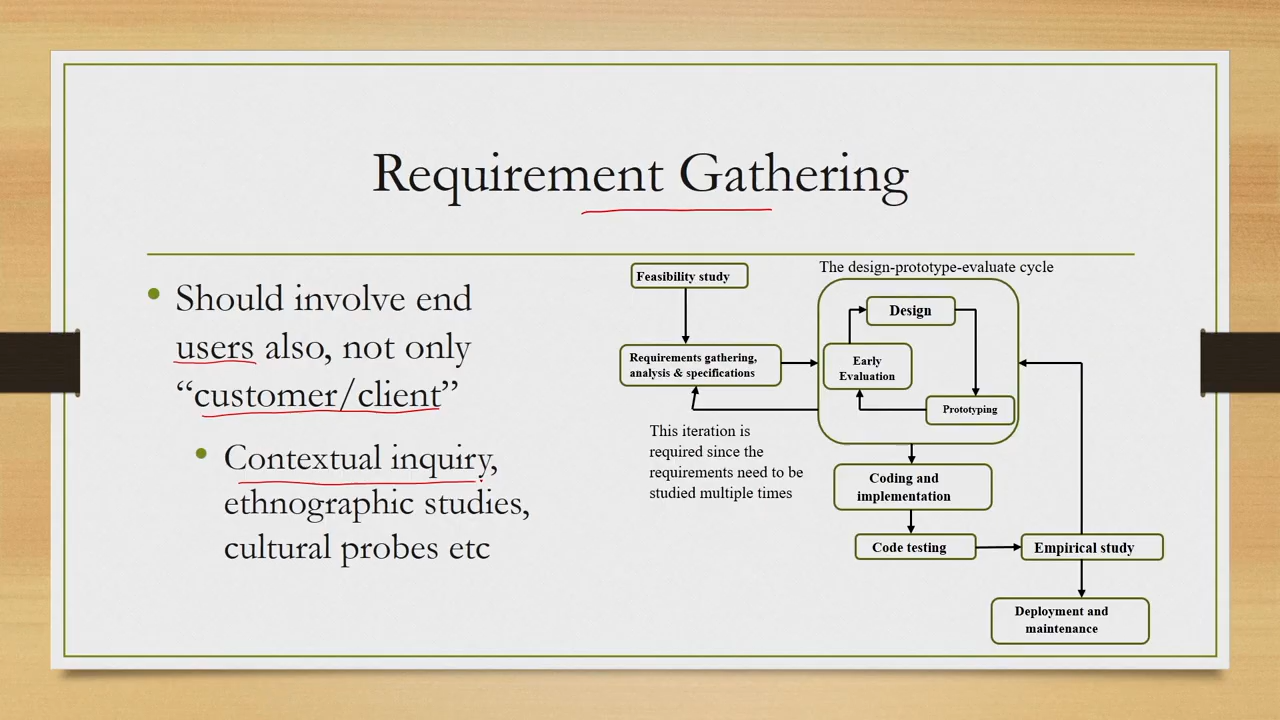 Requirement Gathering
Should involve end
users also, not only
“customer/client”
Contextual inquiry,
ethnographic studies,
cultural probes etc
The design-prototype-evaluate cycle
Feasibility study
Requirements gathering,
analysis & specifications
Design
Early
Evaluation
Prototyping
This iteration is
required since the
requirements need to be
studied multiple times
Coding and
implementation
Code testing
Empirical study
Deployment and
maintenance